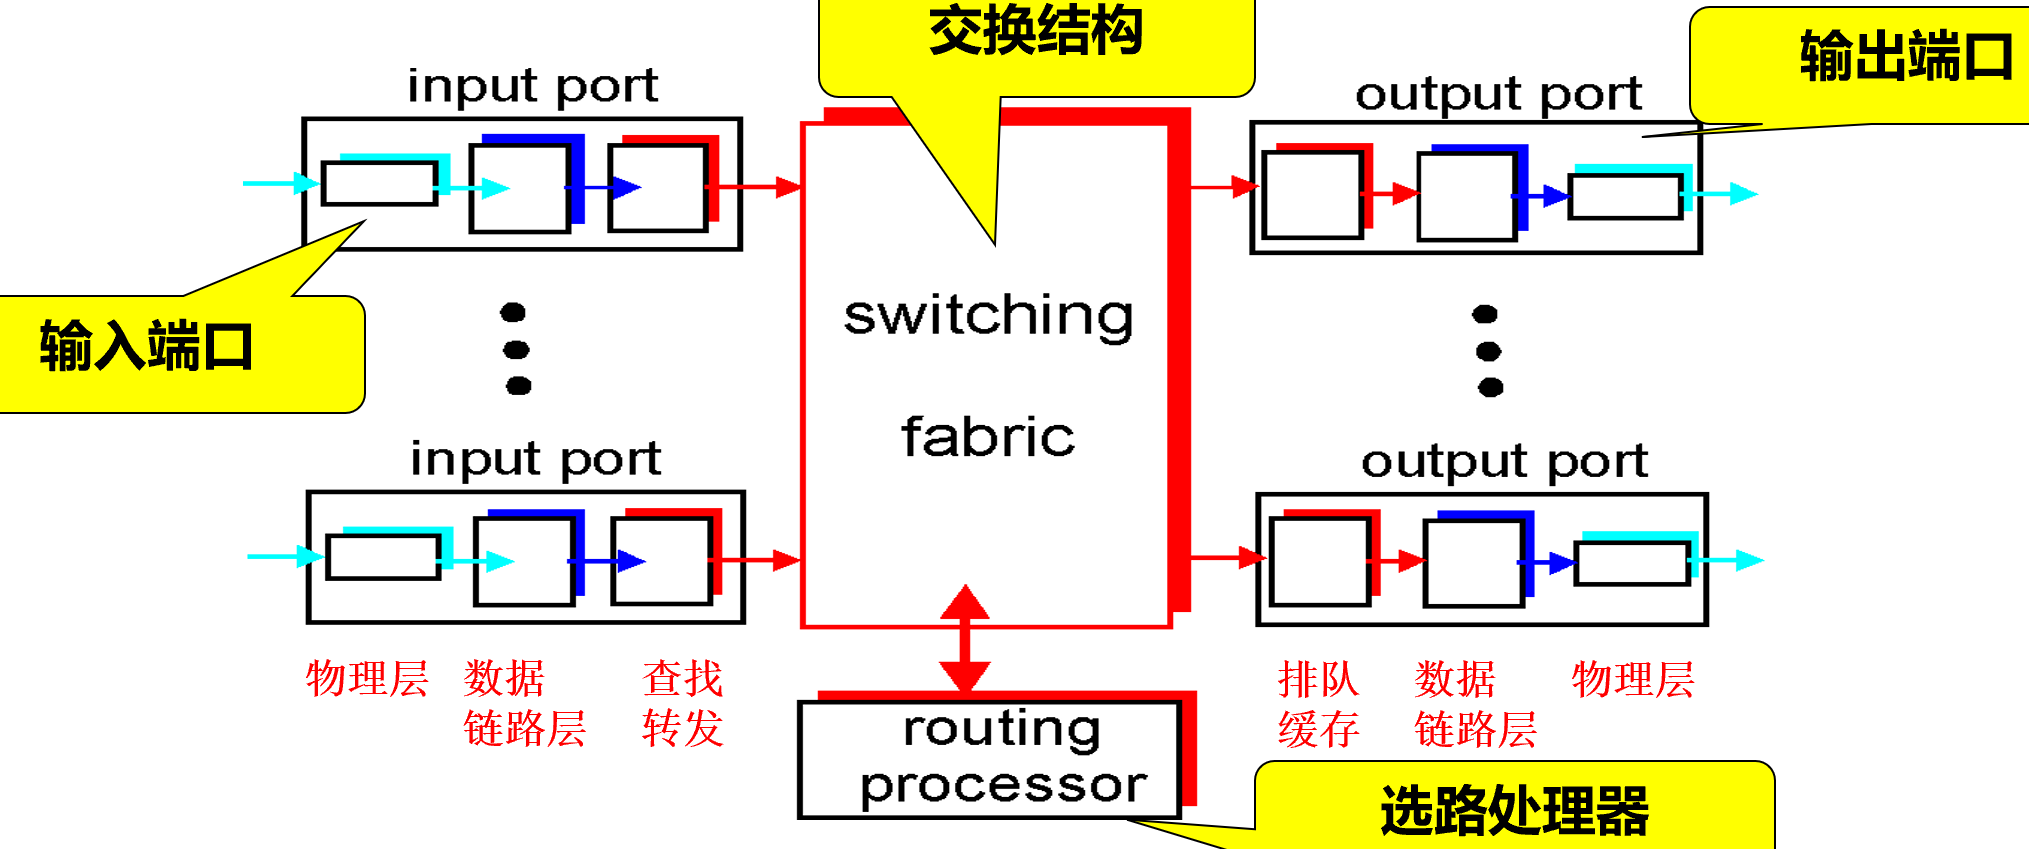 交换结构
输出端口
input port
output port
switching
fabric
输入端口
input port
output port
物理层
数据
链路层
查找
转发
排队
缓存
数据
链路层
物理层
routing
processor
选路处理器